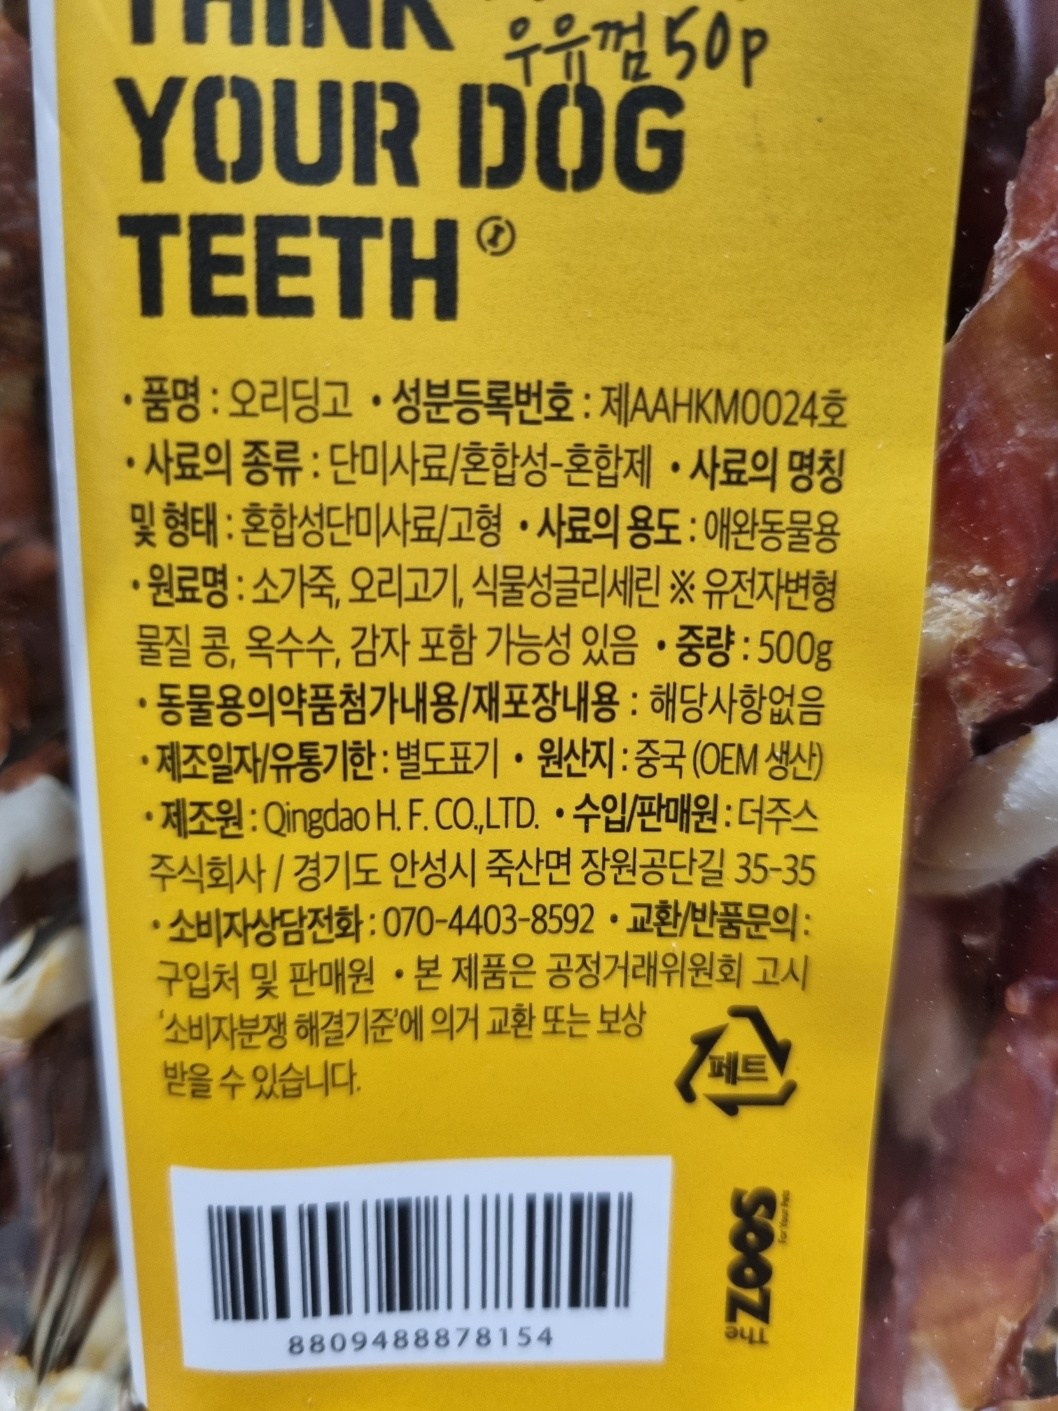 THINK
우유껌 50p
YOUR DOG
TEETH
• 품명 : 오리딩고 • 성분등록번호 : 제AAHKM0024호
• 사료의 종류 : 단미사료/혼합성-혼합제 • 사료의 명칭
및 형태 : 혼합성단미사료/고형 • 사료의 용도 : 애완동물용
• 원료명 : 소가죽, 오리고기, 식물성글리세린 ※ 유전자변형
물질 콩, 옥수수, 감자 포함 가능성 있음 • 중량 : 500g
• 동물용의약품첨가내용/재포장내용 : 해당사항없음
• 제조일자/유통기한 : 별도표기 • 원산지 : 중국 (OEM 생산)
• 제조원 : Qingdao H. F. CO.,LTD. • 수입/판매원 : 더주스
주식회사 / 경기도 안성시 죽산면 장원공단길 35-35
• 소비자상담전화 : 070-4403-8592 • 교환/반품문의 :
구입처 및 판매원 • 본 제품은 공정거래위원회 고시
'소비자분쟁 해결기준'에 의거 교환 또는 보상
받을 수 있습니다.
페트
8809488878154
The SOOZ
For Your Pet